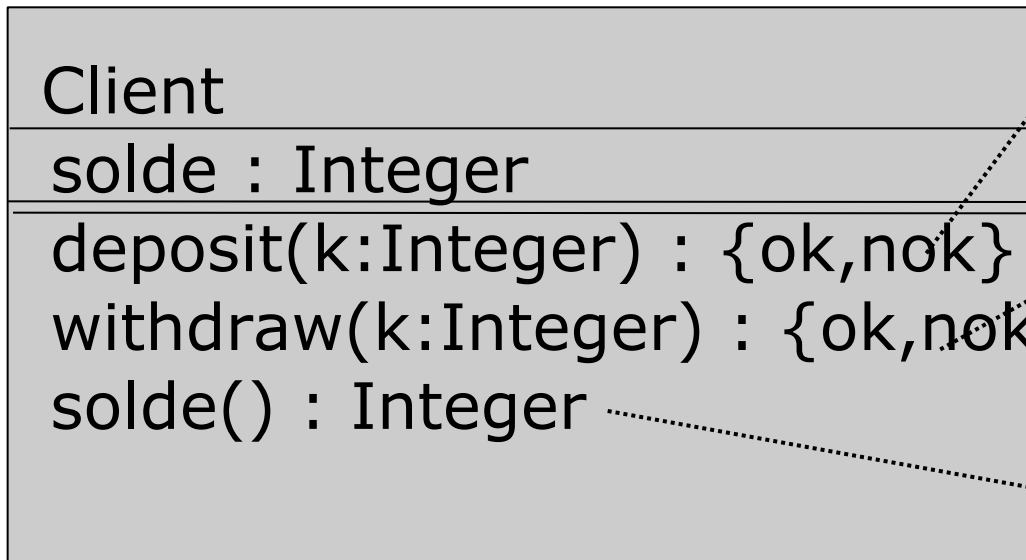 Client
solde : Integer
deposit(k:Integer) : {ok,nok}
withdraw(k:Integer) : {ok,nok
solde() : Integer